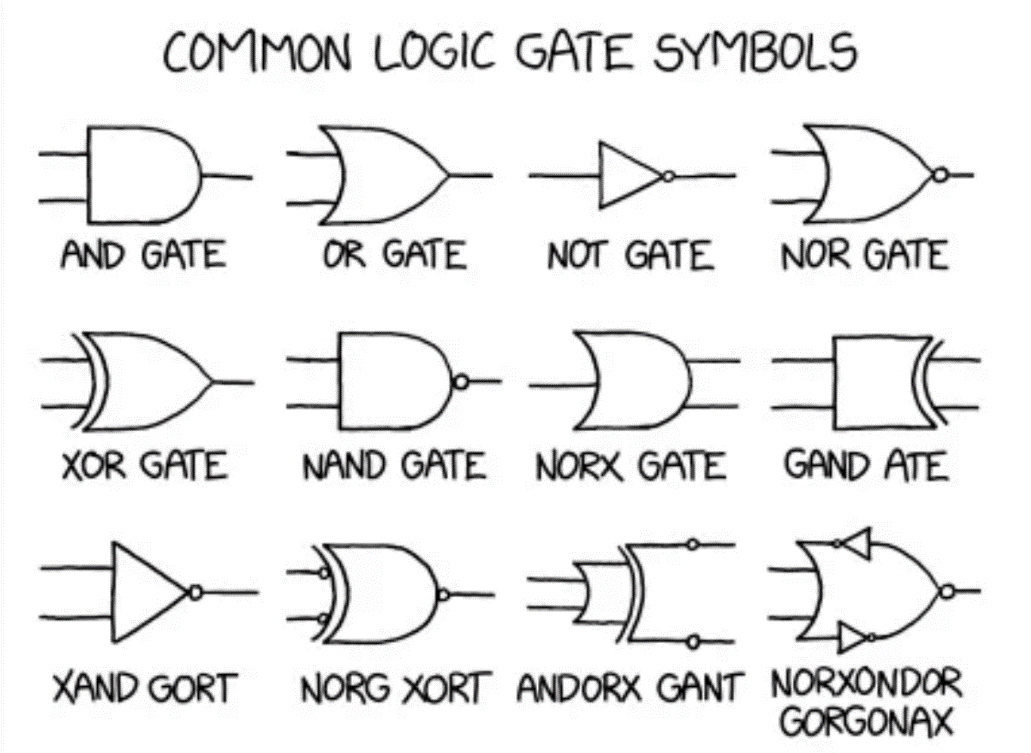 COMMON LOGIC GATE SYMBOLS
AND GATE
OR GATE
NOT GATE
NOR GATE
XOR GATE
NAND GATE
NORX GATE
GAND ATE
XAND GORT
NORG XORT
ANDORX GANT
NORXONDOR
GORGONAX